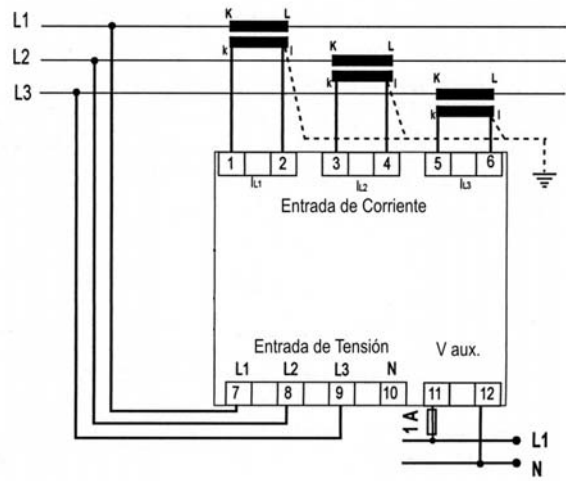 L1
K L
L2
k l
K L
L3
k l
K L
k l
1 2 3 4 5 6
IL1 IL2 IL3
Entrada de Corriente
Entrada de Tensión V aux.
L1 L2 L3 N
7 8 9 10 11 12
1 A
L1
N